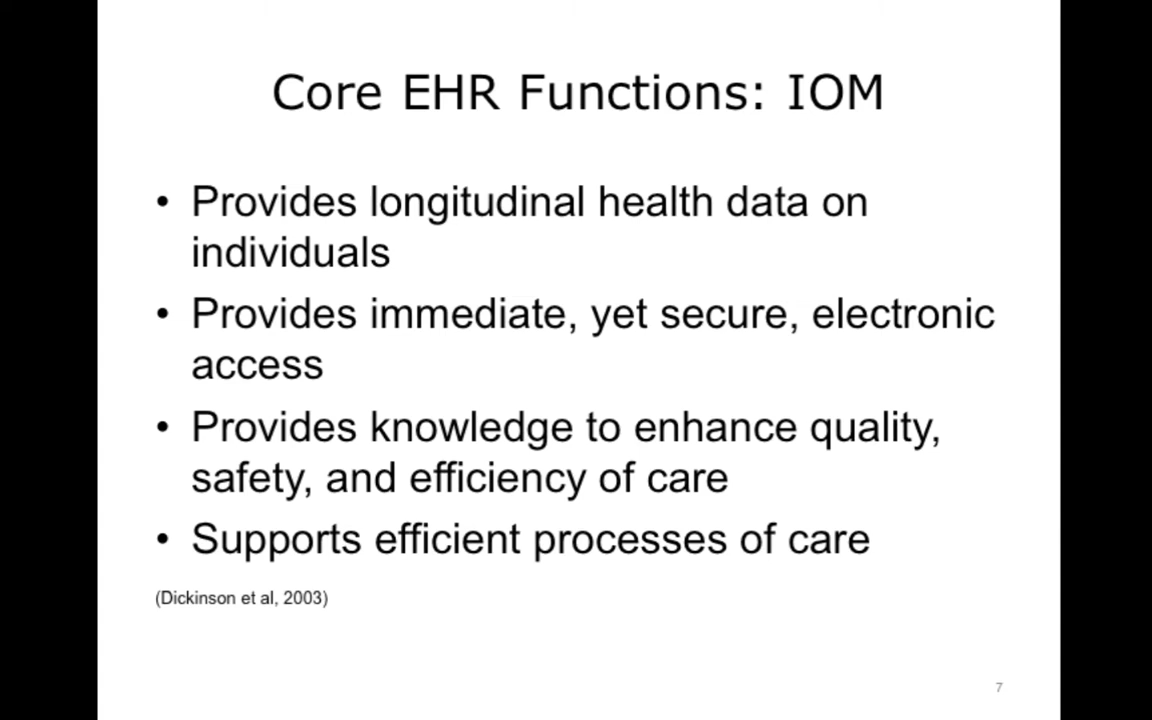 Core EHR Functions: IOM
• Provides longitudinal health data on
individuals
• Provides immediate, yet secure, electronic
access
• Provides knowledge to enhance quality,
safety, and efficiency of care
• Supports efficient processes of care
(Dickinson et al, 2003)
7